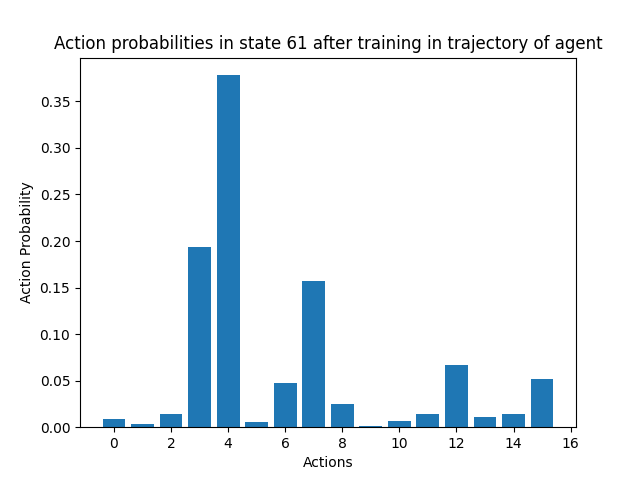 Action probabilities in state 61 after training in trajectory of agent
Action Probability
0.35
0.30
0.25
0.20
0.15
0.10
0.05
0.00
0 2 4 6 8 10 12 14 16
Actions